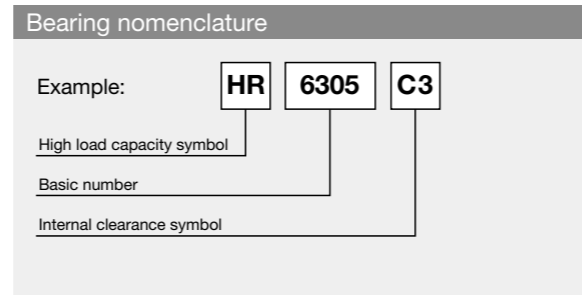 Bearing nomenclature
Example: HR 6305 C3
High load capacity symbol
Basic number
Internal clearance symbol